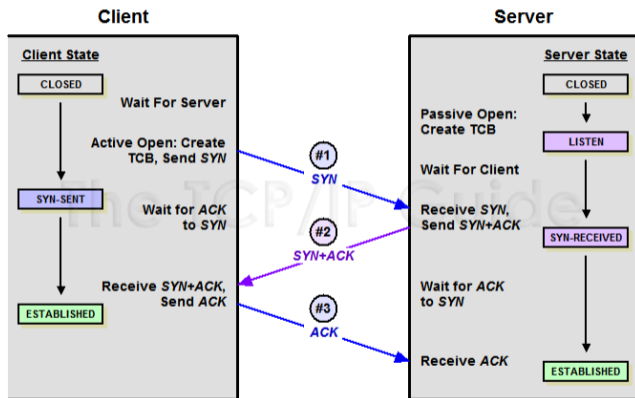 Client
Server
Client State
Server State
CLOSED
CLOSED
Wait For Server
Passive Open:
Create TCB
Active Open: Create
TCB, Send SYN
#1
SYN
LISTEN
Wait For Client
The TCP/IP Guide
SYN-SENT
Wait for ACK
to SYN
Receive SYN,
Send SYN+ACK
#2
SYN+ACK
SYN-RECEIVED
Receive SYN+ACK,
Send ACK
Wait for ACK
to SYN
#3
ACK
ESTABLISHED
Receive ACK
ESTABLISHED